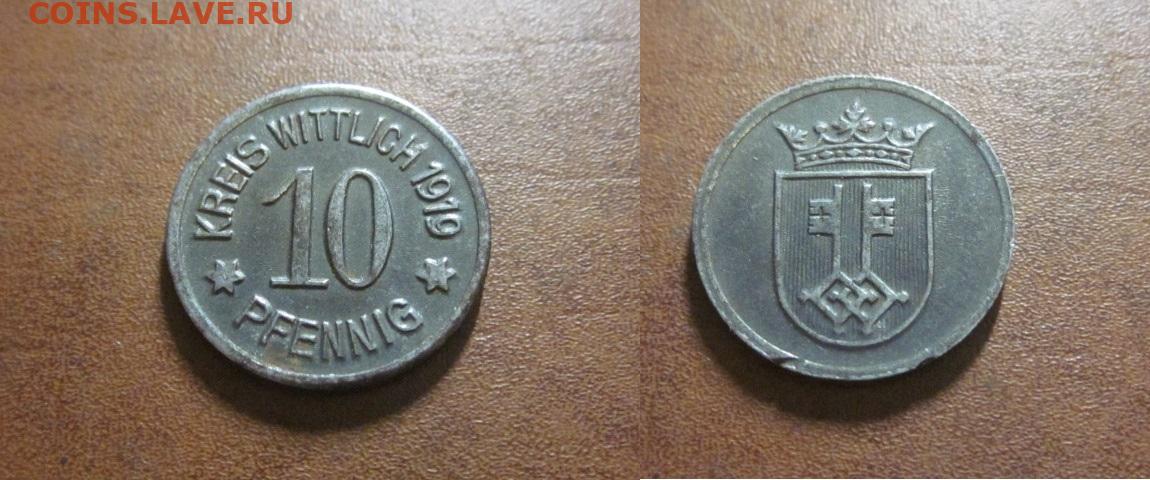 COINS.LAVE.RU
KREIS WITTLICH 1919
10
PFENNIG